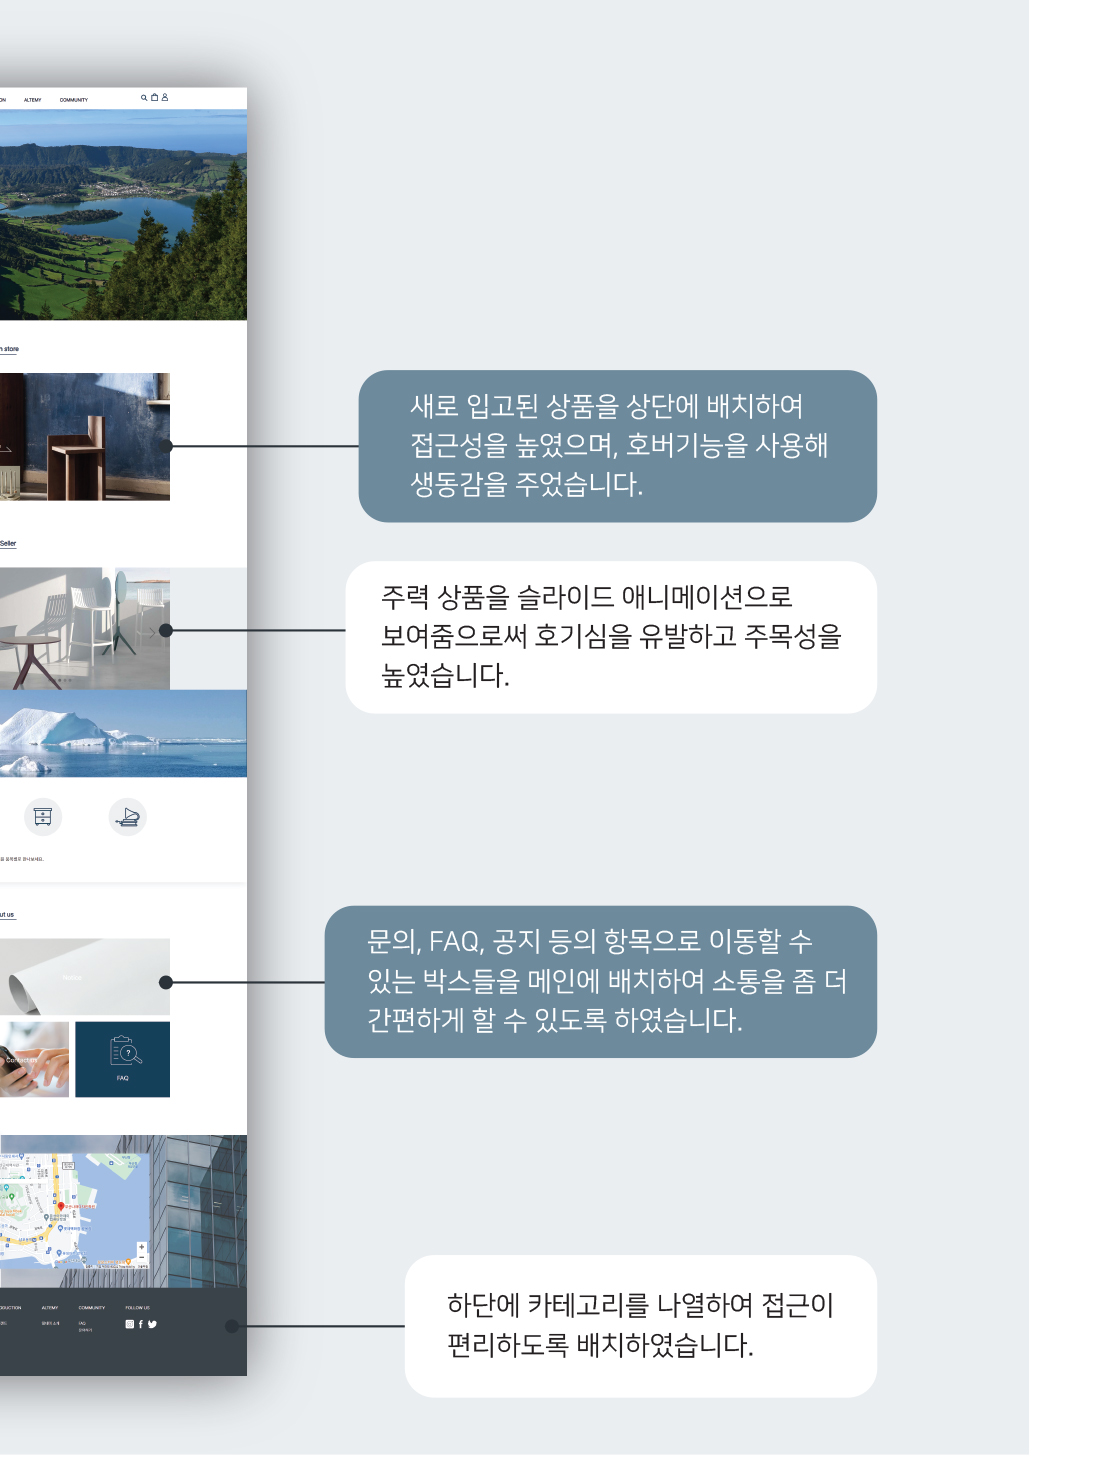 ALTEMY COMMUNITY
store
새로 입고된 상품을 상단에 배치하여
접근성을 높였으며, 호버기능을 사용해
생동감을 주었습니다.
Seller
주력 상품을 슬라이드 애니메이션으로
보여줌으로써 호기심을 유발하고 주목성을
높였습니다.
us
문의, FAQ, 공지 등의 항목으로 이동할 수
있는 박스들을 메인에 배치하여 소통을 좀 더
간편하게 할 수 있도록 하였습니다.
Contact us
FAQ
하단에 카테고리를 나열하여 접근이
편리하도록 배치하였습니다.
ALTEMY COMMUNITY FOLLOW US
FAQ